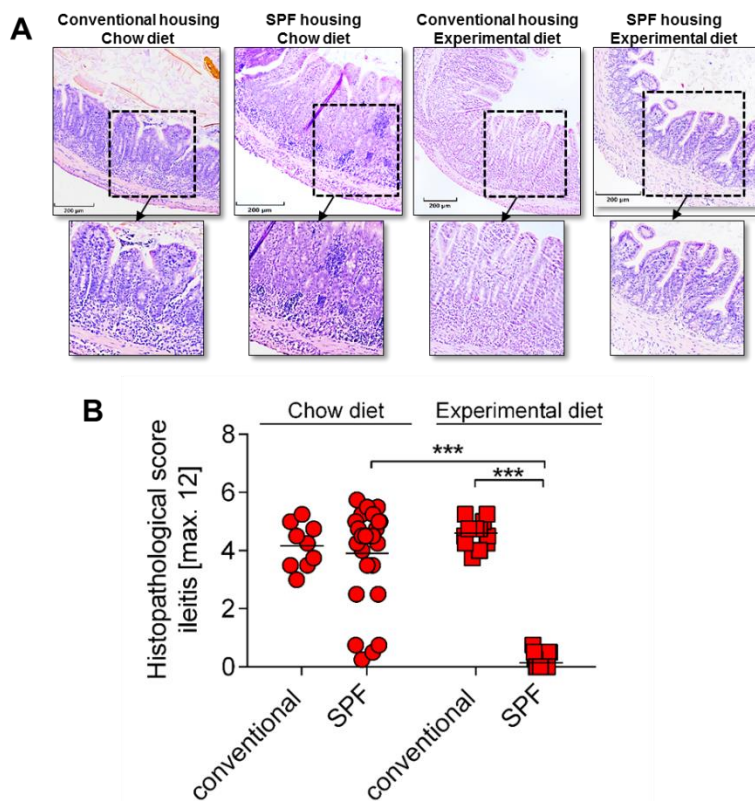 A
Conventional housing
Chow diet
SPF housing
Chow diet
Conventional housing
Experimental diet
SPF housing
Experimental diet
200 µm
200 µm
200 µm
200 µm
B
Chow diet
Experimental diet
Histopathological score
ileitis [max. 12]
8
6
4
2
0
***
***
conventional
SPF
conventional
SPF